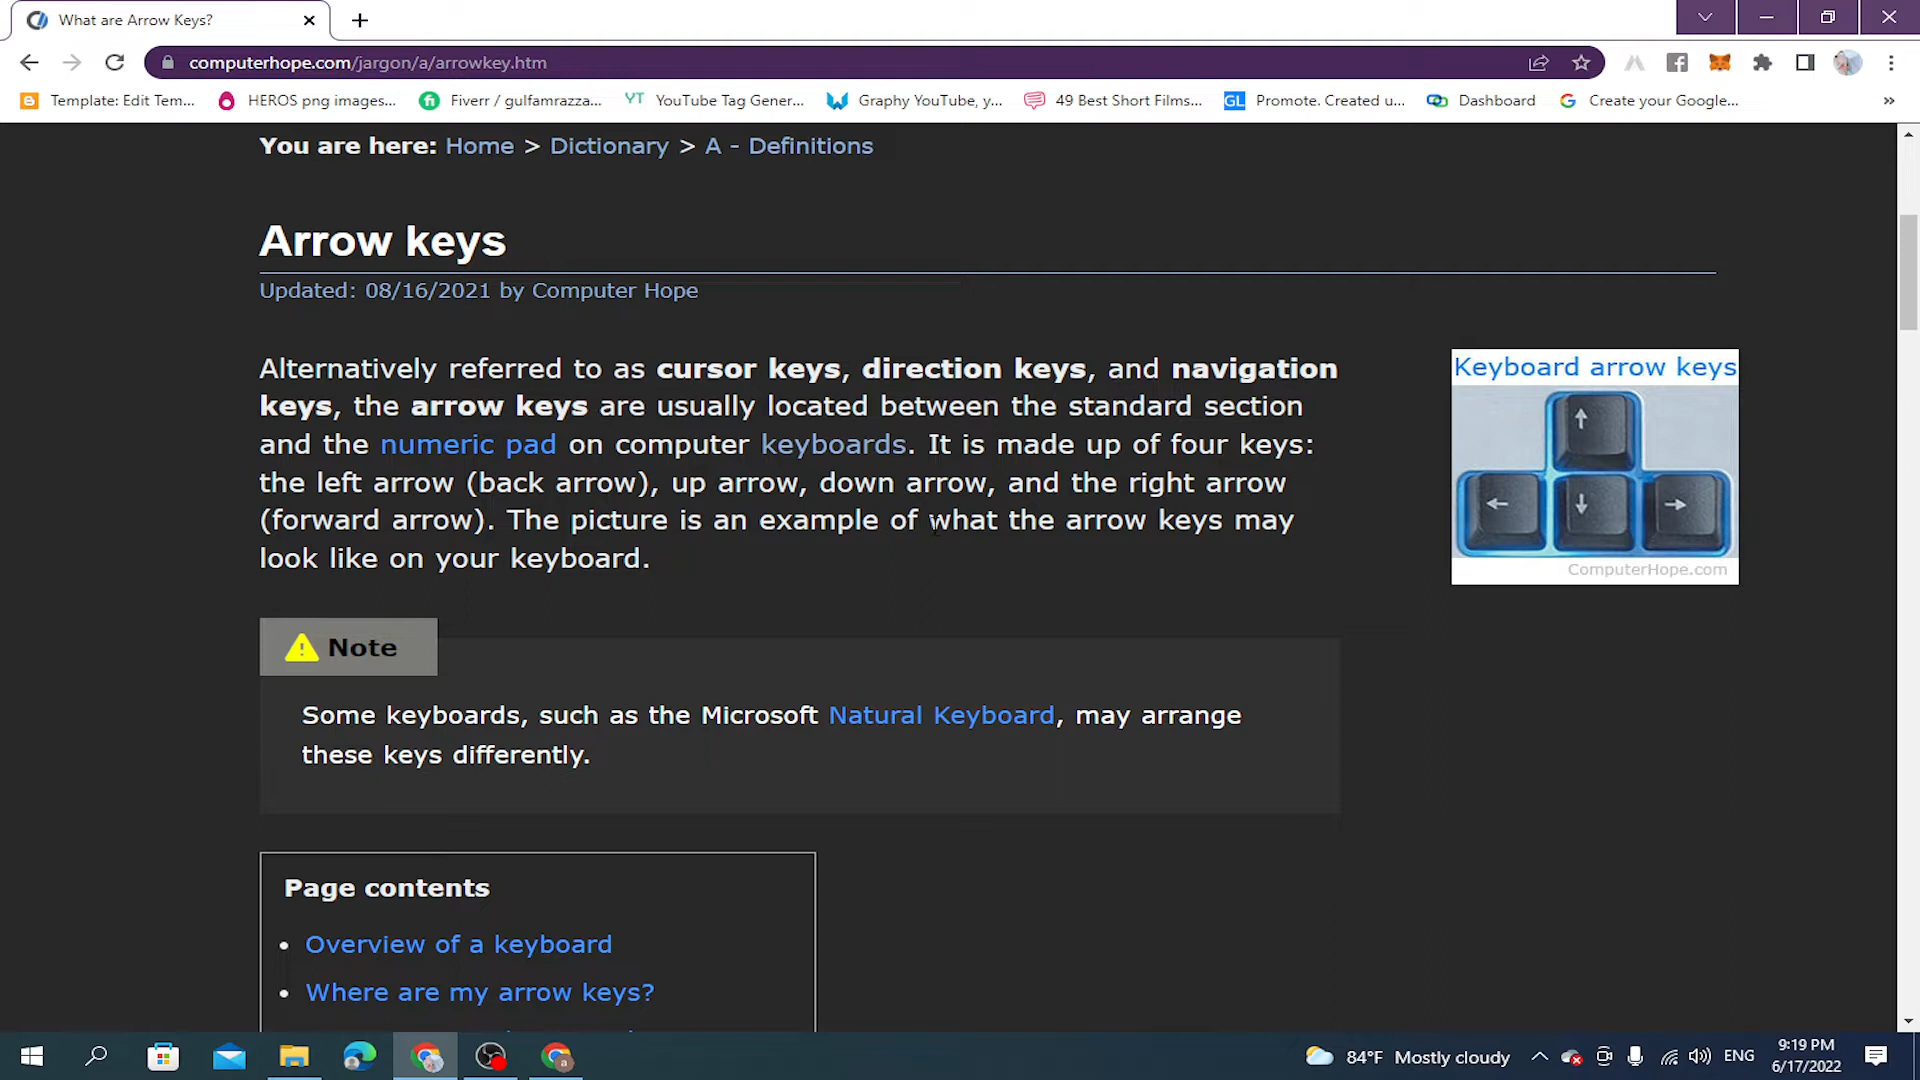 What are Arrow Keys?
computerhope.com/jargon/a/arrowkey.htm
Template: Edit Tem...
HEROS png images...
Fiverr / gulfamrazza...
YT YouTube Tag Gener...
Graphy YouTube, y...
49 Best Short Films...
GL Promote. Created u...
Dashboard
Create your Google...
»
You are here: Home > Dictionary > A - Definitions
Arrow keys
Updated: 08/16/2021 by Computer Hope
Alternatively referred to as cursor keys, direction keys, and navigation
keys, the arrow keys are usually located between the standard section
and the numeric pad on computer keyboards. It is made up of four keys:
the left arrow (back arrow), up arrow, down arrow, and the right arrow
(forward arrow). The picture is an example of what the arrow keys may
look like on your keyboard.
Keyboard arrow keys
ComputerHope.com
Note
Some keyboards, such as the Microsoft Natural Keyboard, may arrange
these keys differently.
Page contents
• Overview of a keyboard
• Where are my arrow keys?
84°F Mostly cloudy
ENG
9:19 PM
6/17/2022